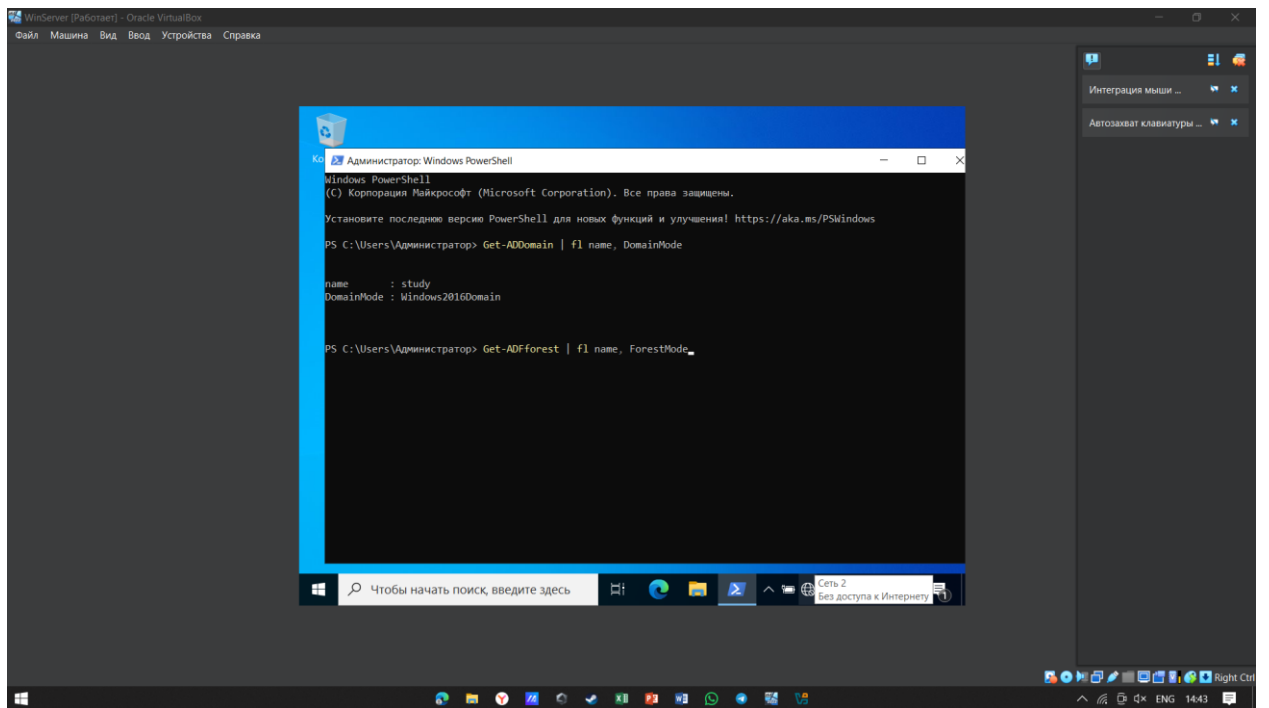 WinServer [Работает] - Oracle VirtualBox
Файл Машина Вид Ввод Устройства Справка
Интеграция мыши ...
Автозахват клавиатуры ...
Ко
Администратор: Windows PowerShell
Windows PowerShell
(C) Корпорация Майкрософт (Microsoft Corporation). Все права защищены.
Установите последнюю версию PowerShell для новых функций и улучшения! https://aka.ms/PSWindows
PS C:\Users\Администратор> Get-ADDomain | fl name, DomainMode
name : study
DomainMode : Windows2016Domain
PS C:\Users\Администратор> Get-ADFforest | fl name, ForestMode_
Чтобы начать поиск, введите здесь
Сеть 2
Без доступа к Интернету
1
Right Ctrl
ENG 14:43